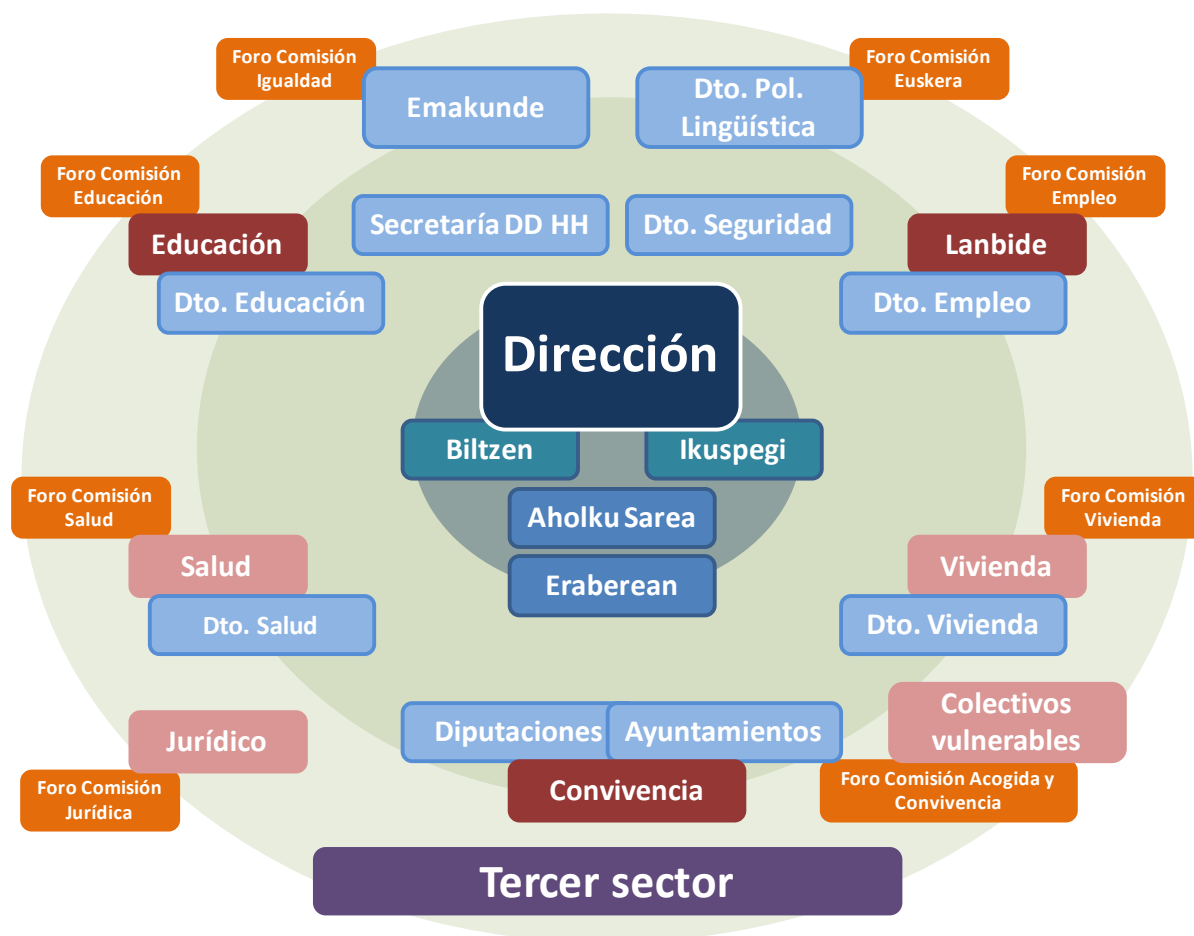 Foro Comisión
Igualdad
Emakunde
Dto. Pol.
Lingüística
Foro Comisión
Euskera
Foro Comisión
Educación
Educación
Dto. Educación
Secretaría DD HH
Dto. Seguridad
Foro Comisión
Empleo
Lanbide
Dto. Empleo
Dirección
Biltzen
Ikuspegi
Aholku Sarea
Eraberean
Foro Comisión
Salud
Salud
Dto. Salud
Foro Comisión
Vivienda
Vivienda
Dto. Vivienda
Jurídico
Foro Comisión
Jurídica
Diputaciones
Ayuntamientos
Convivencia
Colectivos
vulnerables
Foro Comisión Acogida y
Convivencia
Tercer sector